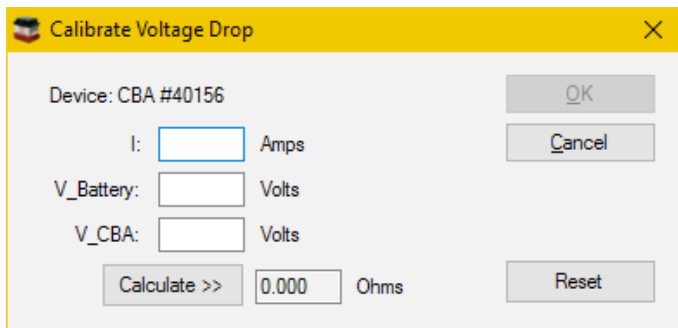 Calibrate Voltage Drop
Device: CBA #40156
OK
I:
Amps
Cancel
V_Battery:
Volts
V_CBA:
Volts
Calculate >>
0.000
Ohms
Reset